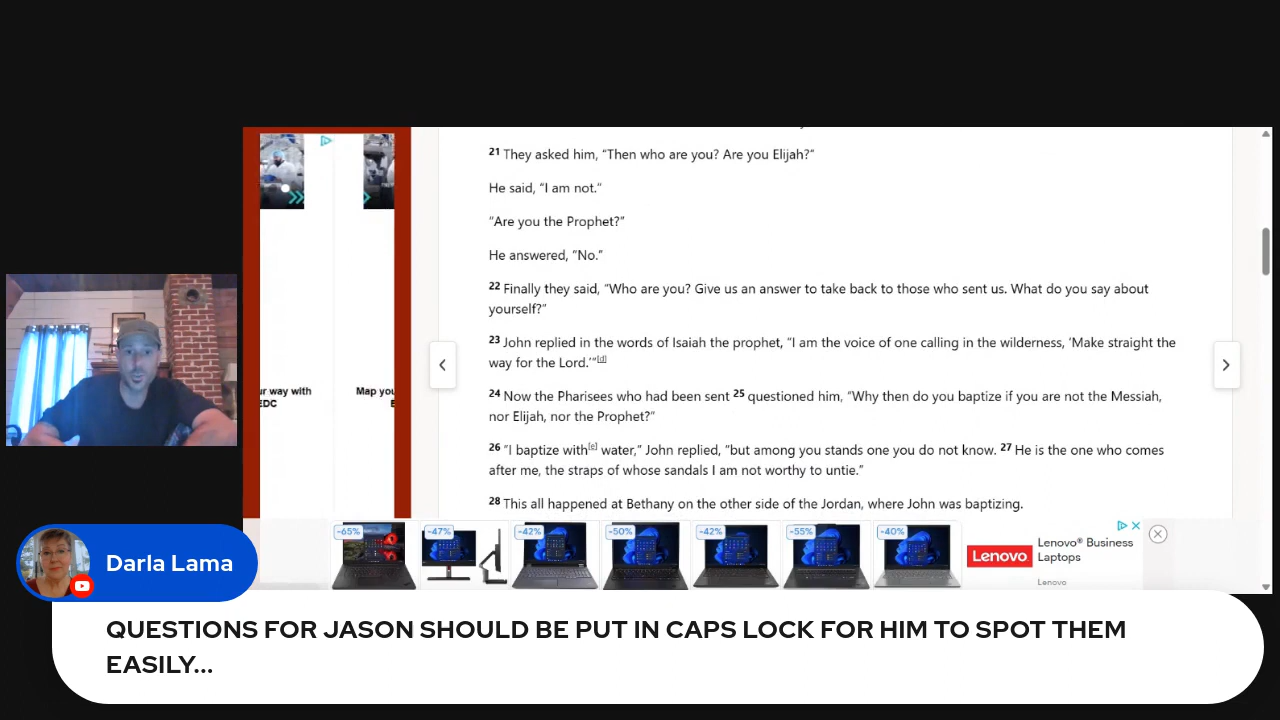 21 They asked him, “Then who are you? Are you Elijah?”
He said, “I am not.”
“Are you the Prophet?”
He answered, “No.”
22 Finally they said, “Who are you? Give us an answer to take back to those who sent us. What do you say about
yourself?”
23 John replied in the words of Isaiah the prophet, “I am the voice of one calling in the wilderness, ‘Make straight the
way for the Lord.’”[d]
24 Now the Pharisees who had been sent 25 questioned him, “Why then do you baptize if you are not the Messiah,
nor Elijah, nor the Prophet?”
26 “I baptize with[e] water,” John replied, “but among you stands one you do not know. 27 He is the one who comes
after me, the straps of whose sandals I am not worthy to untie.”
28 This all happened at Bethany on the other side of the Jordan, where John was baptizing.
way with
EDC
Map
-65%
-47%
-42%
-50%
-42%
-55%
-40%
Lenovo
Lenovo® Business
Laptops
Lenovo
Darla Lama
QUESTIONS FOR JASON SHOULD BE PUT IN CAPS LOCK FOR HIM TO SPOT THEM
EASILY...